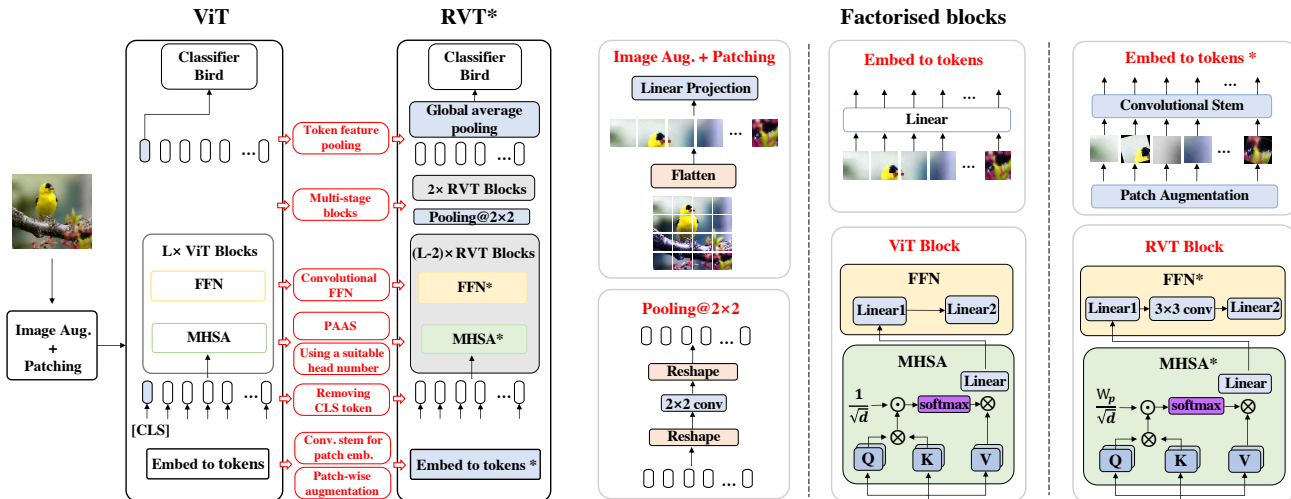 ViT
RVT*
Factorised blocks
Classifier
Bird
Token feature
pooling
Multi-stage
blocks
L× ViT Blocks
FFN
Convolutional
FFN
MHSA
PAAS
Using a suitable
head number
Removing
CLS token
[CLS]
...
Embed to tokens
Conv. stem for
patch emb.
Patch-wise
augmentation
Image Aug.
+
Patching
Classifier
Bird
Global average
pooling
...
2× RVT Blocks
Pooling@2×2
(L-2)× RVT Blocks
FFN*
MHSA*
...
Embed to tokens *
Image Aug. + Patching
Linear Projection
...
Flatten
Pooling@2×2
...
Reshape
2×2 conv
Reshape
...
Embed to tokens
...
Linear
...
ViT Block
FFN
Linear1
Linear2
MHSA
Linear
1
√d
softmax
Q
K
V
Embed to tokens *
...
Convolutional Stem
...
Patch Augmentation
RVT Block
FFN*
Linear1
3×3 conv
Linear2
MHSA*
Linear
Wp
√d
softmax
Q
K
V